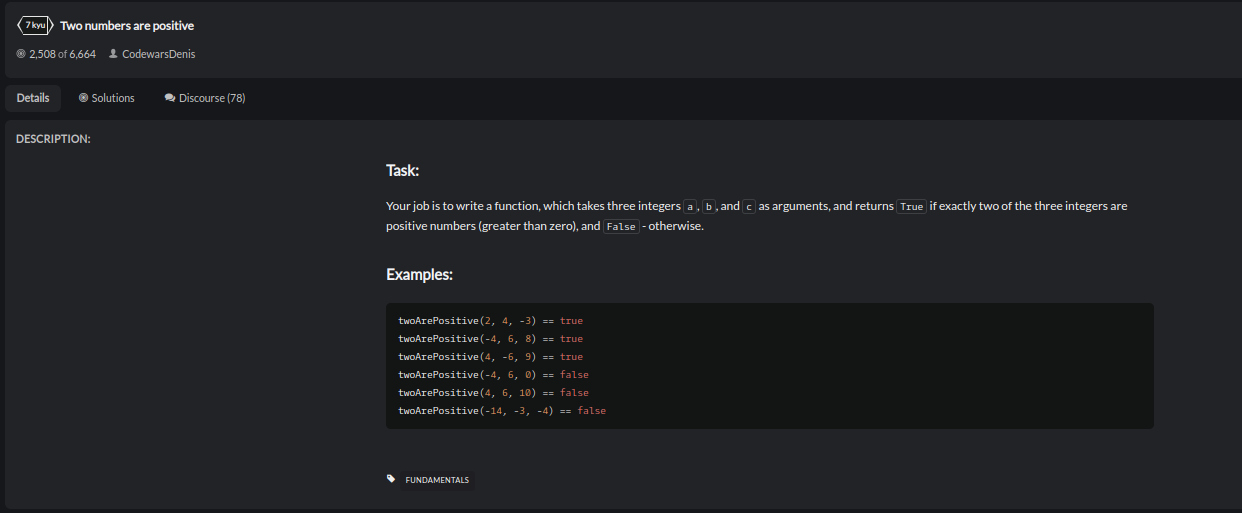 7 kyu Two numbers are positive
2,508 of 6,664 CodewarsDenis
Details Solutions Discourse (78)
DESCRIPTION:
Task:
Your job is to write a function, which takes three integers a, b, and c as arguments, and returns True if exactly two of the three integers are
positive numbers (greater than zero), and False - otherwise.
Examples:
twoArePositive(2, 4, -3) == true
twoArePositive(-4, 6, 8) == true
twoArePositive(4, -6, 9) == true
twoArePositive(-4, 6, 0) == false
twoArePositive(4, 6, 10) == false
twoArePositive(-14, -3, -4) == false
FUNDAMENTALS